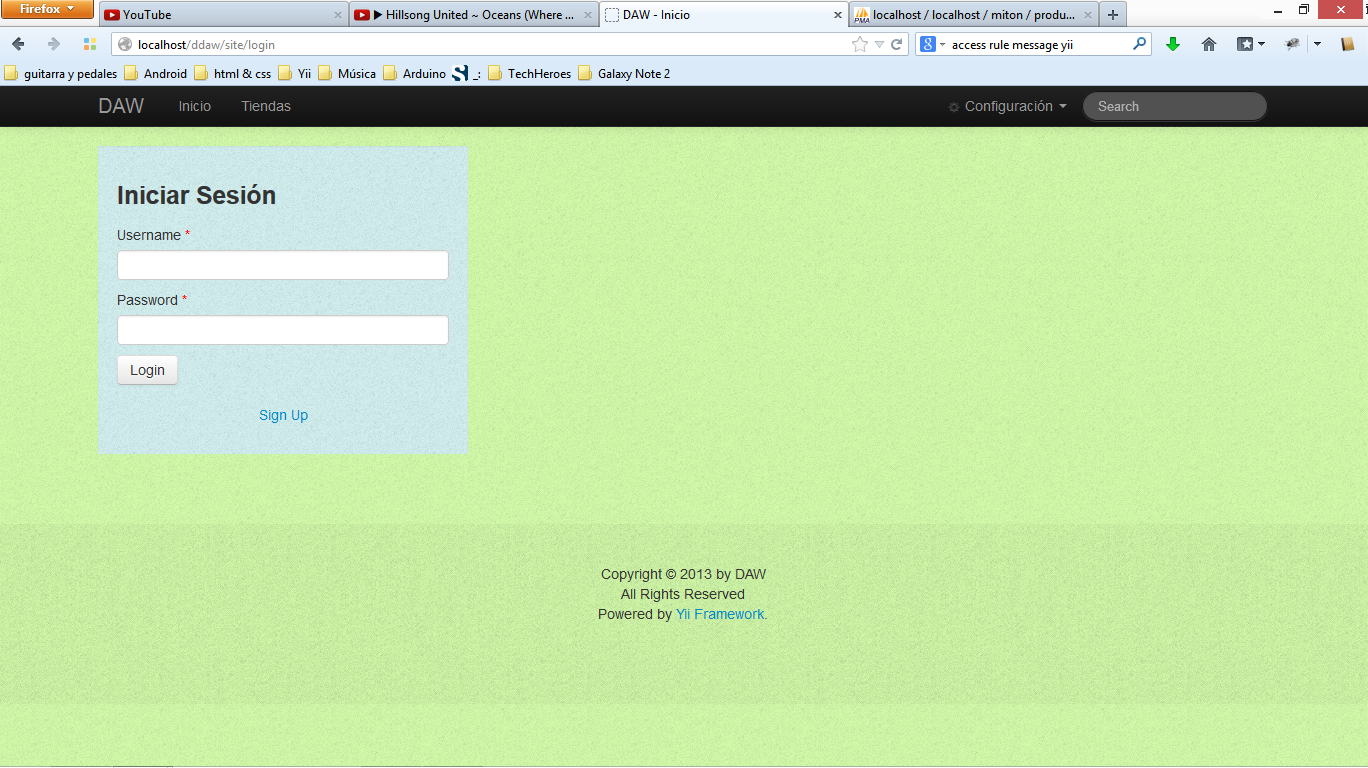 Firefox
YouTube
Hillsong United ~ Oceans (Where ...
DAW - Inicio
PMA
localhost / localhost / miton / produ...
localhost/ddaw/site/login
access rule message yii
guitarra y pedales
Android
html & css
Yii
Música
Arduino
_:
TechHeroes
Galaxy Note 2
DAW
Inicio
Tiendas
Configuración
Search
Iniciar Sesión
Username *
Password *
Login
Sign Up
Copyright © 2013 by DAW
All Rights Reserved
Powered by Yii Framework.